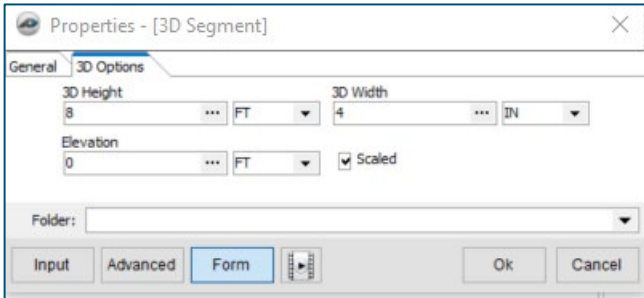 Properties - [3D Segment]
General 3D Options
3D Height 3D Width
8 ... FT 4 ... IN
Elevation
0 ... FT Scaled
Folder:
Input Advanced Form Ok Cancel